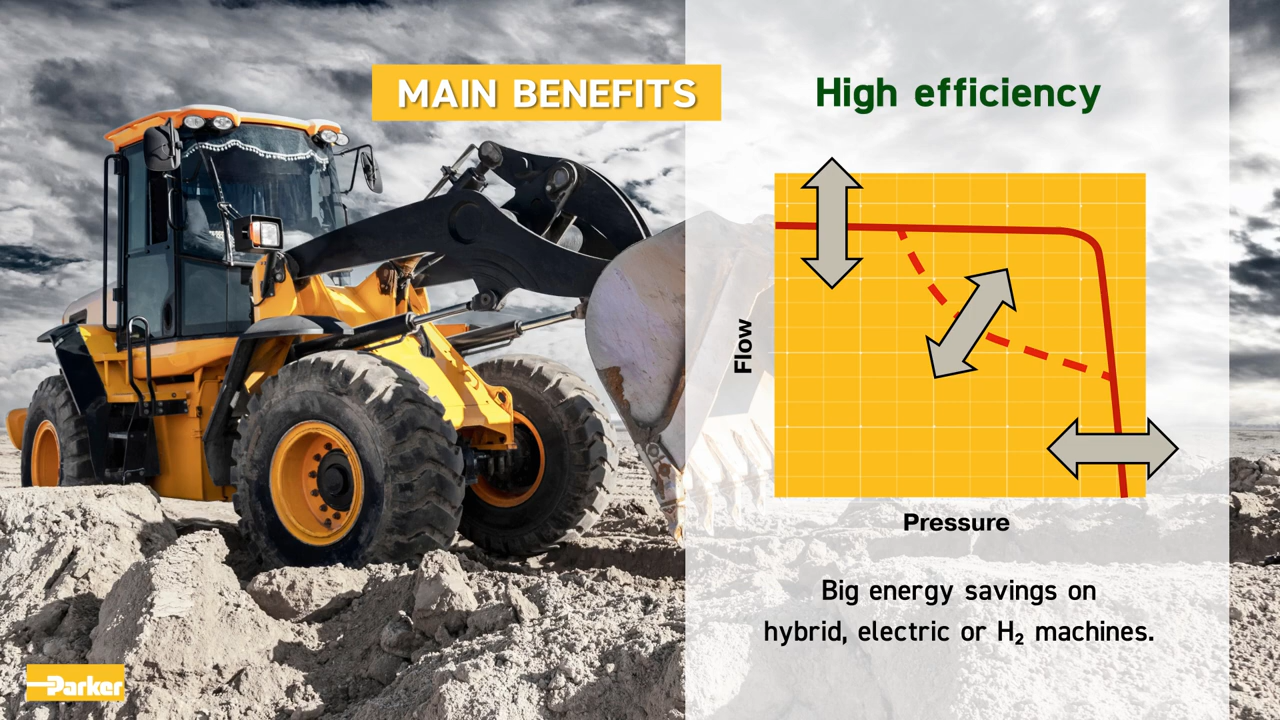 MAIN BENEFITS
High efficiency
Flow
Pressure
Big energy savings on
hybrid, electric or H₂ machines.
Parker